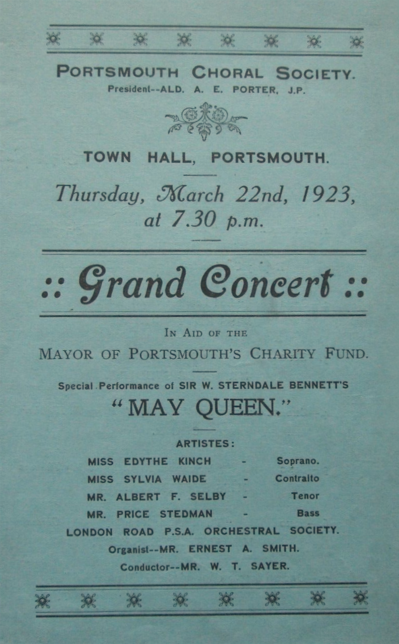 PORTSMOUTH CHORAL SOCIETY.
President--ALD. A. E. PORTER, J.P.
TOWN HALL, PORTSMOUTH.
Thursday, March 22nd, 1923,
at 7.30 p.m.
:: Grand Concert ::
IN AID OF THE
MAYOR OF PORTSMOUTH'S CHARITY FUND.
Special Performance of SIR W. STERNDALE BENNETT'S
"MAY QUEEN."
ARTISTES:
MISS EDYTHE KINCH - Soprano.
MISS SYLVIA WAIDE - Contralto
MR. ALBERT F. SELBY - Tenor
MR. PRICE STEDMAN - Bass
LONDON ROAD P.S.A. ORCHESTRAL SOCIETY.
Organist--MR. ERNEST A. SMITH.
Conductor--MR. W. T. SAYER.